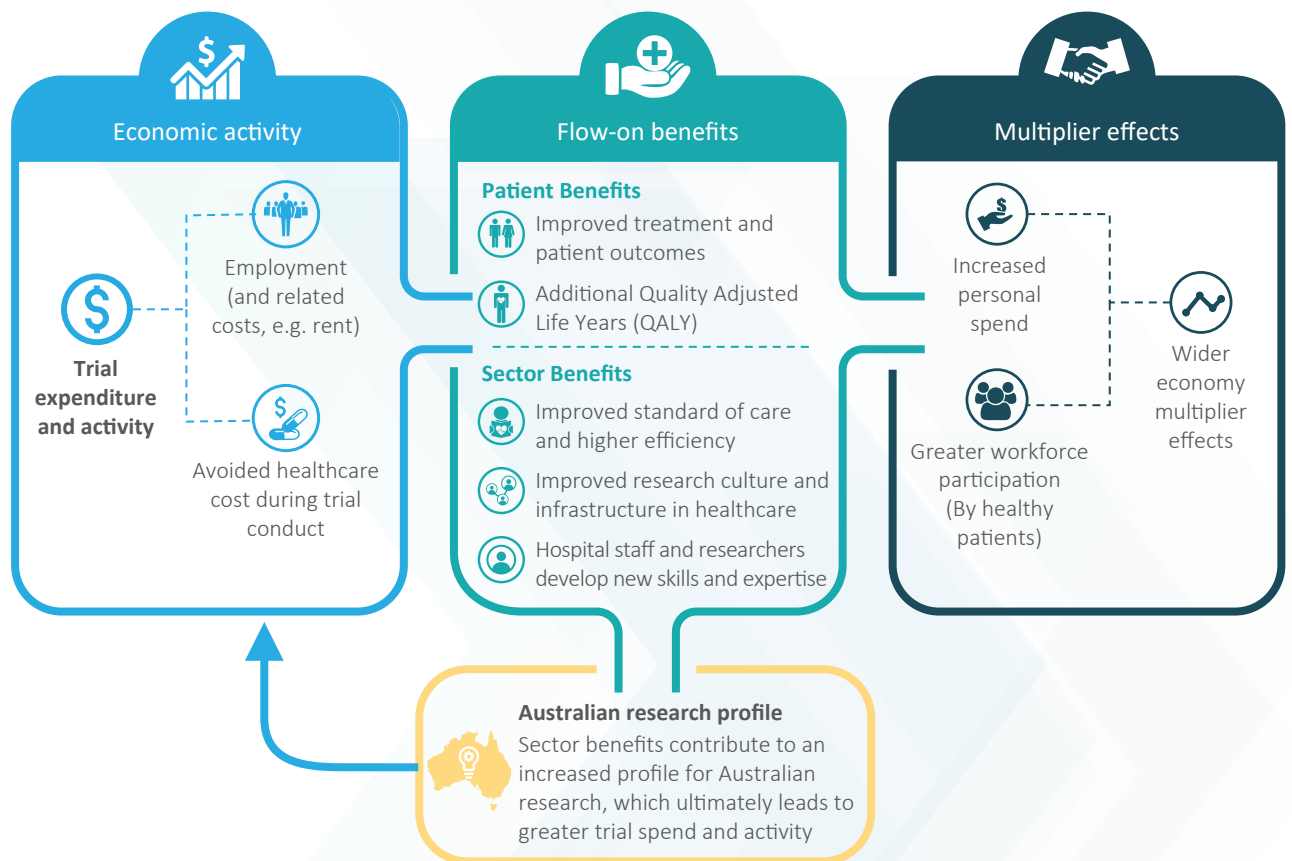 Economic activity
Trial
expenditure
and activity
Employment
(and related
costs, e.g. rent)
Avoided healthcare
cost during trial
conduct
Flow-on benefits
Patient Benefits
Improved treatment and
patient outcomes
Additional Quality Adjusted
Life Years (QALY)
Sector Benefits
Improved standard of care
and higher efficiency
Improved research culture and
infrastructure in healthcare
Hospital staff and researchers
develop new skills and expertise
Multiplier effects
Increased
personal
spend
Greater workforce
participation
(By healthy
patients)
Wider
economy
multiplier
effects
Australian research profile
Sector benefits contribute to an
increased profile for Australian
research, which ultimately leads to
greater trial spend and activity